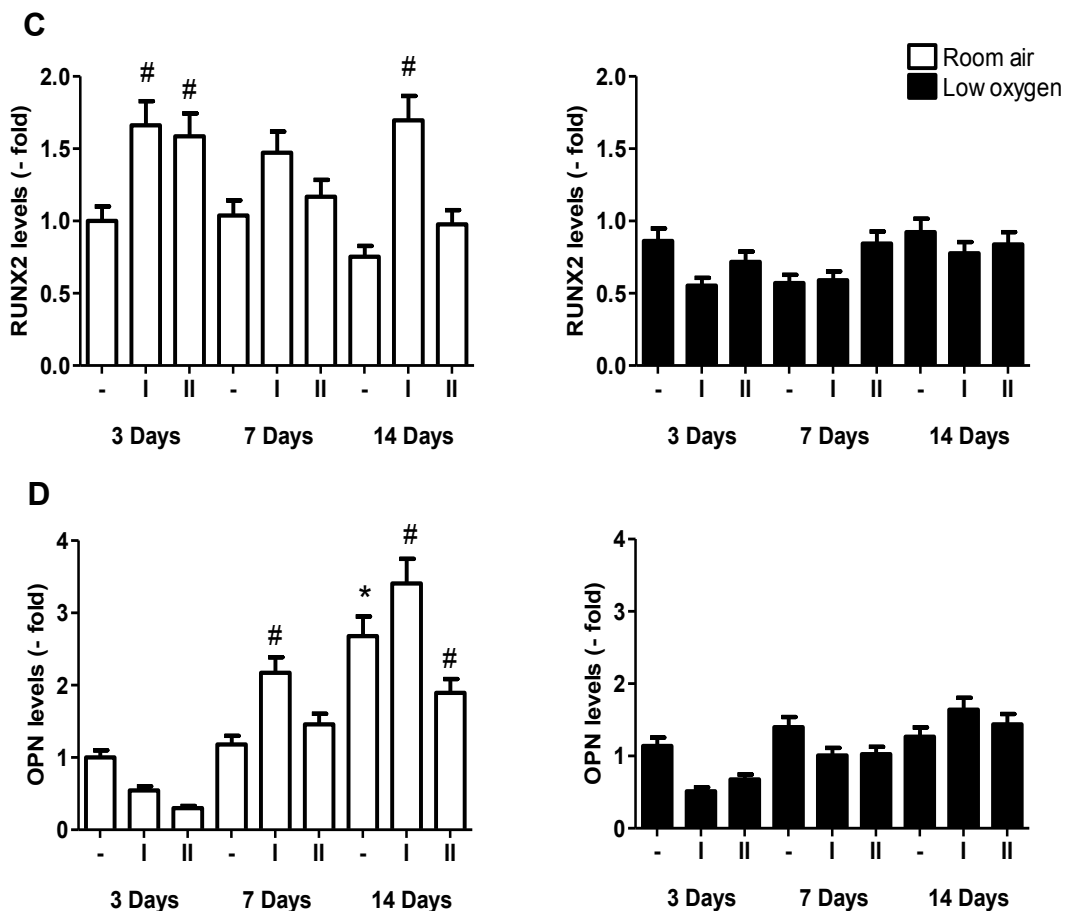 C
Room air
Low oxygen
RUNX2 levels (- fold)
2.0
1.5
1.0
0.5
0.0
# # #
- I II - I II - I II
3 Days 7 Days 14 Days
RUNX2 levels (- fold)
2.0
1.5
1.0
0.5
0.0
- I II - I II - I II
3 Days 7 Days 14 Days
D
OPN levels (- fold)
4
3
2
1
0
# * # #
- I II - I II - I II
3 Days 7 Days 14 Days
OPN levels (- fold)
4
3
2
1
0
- I II - I II - I II
3 Days 7 Days 14 Days